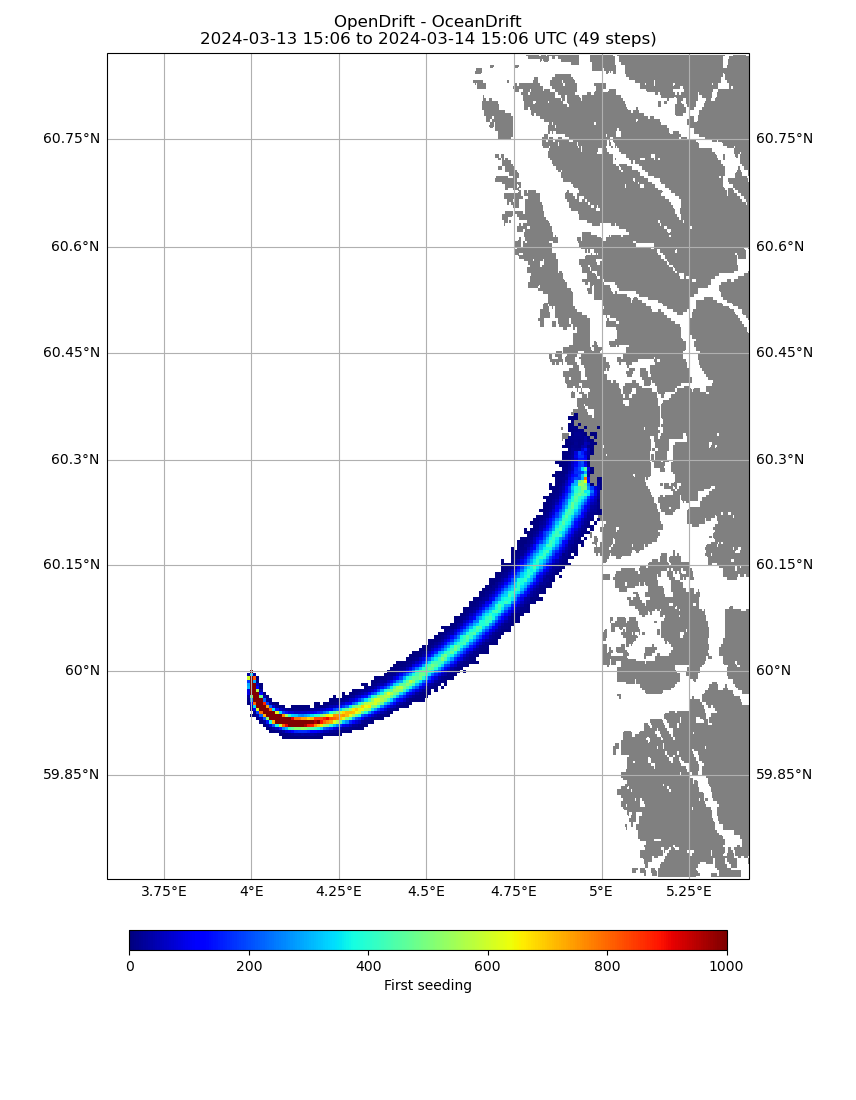 OpenDrift - OceanDrift
2024-03-13 15:06 to 2024-03-14 15:06 UTC (49 steps)
60.75°N 60.75°N
60.6°N 60.6°N
60.45°N 60.45°N
60.3°N 60.3°N
60.15°N 60.15°N
60°N 60°N
59.85°N 59.85°N
3.75°E 4°E 4.25°E 4.5°E 4.75°E 5°E 5.25°E
0 200 400 600 800 1000
First seeding